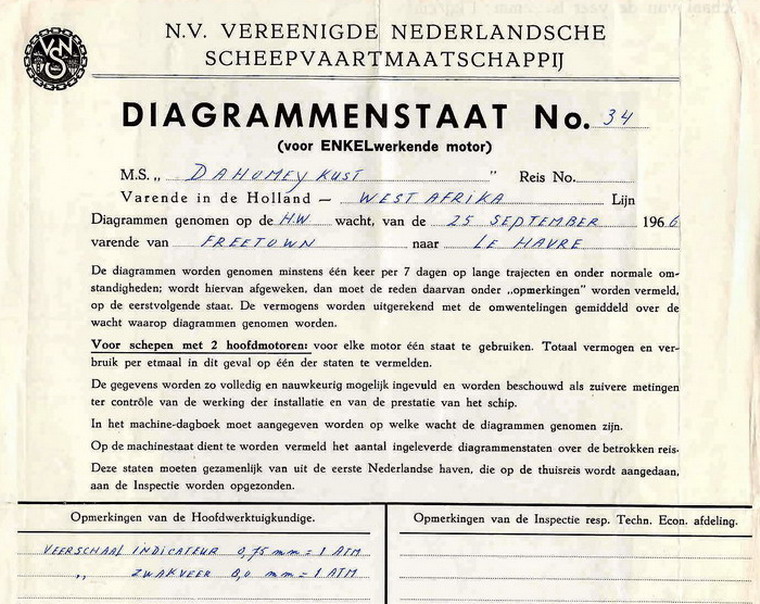 N.V. VEREENIGDE NEDERLANDSCHE
SCHEEPVAARTMAATSCHAPPIJ
DIAGRAMMENSTAAT No. 34
(voor ENKELwerkende motor)
M.S. „ DAHOMEYKUST " Reis No.
Varende in de Holland — WEST AFRIKA Lijn
Diagrammen genomen op de H.W. wacht, van de 25 SEPTEMBER 1966
varende van FREETOWN naar LE HAVRE
De diagrammen worden genomen minstens één keer per 7 dagen op lange trajecten en onder normale om-
standigheden; wordt hiervan afgeweken, dan moet de reden daarvan onder „opmerkingen" worden vermeld,
op de eerstvolgende staat. De vermogens worden uitgerekend met de omwentelingen gemiddeld over de
wacht waarop diagrammen genomen worden.
Voor schepen met 2 hoofdmotoren: voor elke motor één staat te gebruiken. Totaal vermogen en ver-
bruik per etmaal in dit geval op één der staten te vermelden.
De gegevens worden zo volledig en nauwkeurig mogelijk ingevuld en worden beschouwd als zuivere metingen
ter contrôle van de werking der installatie en van de prestatie van het schip.
In het machine-dagboek moet aangegeven worden op welke wacht de diagrammen genomen zijn.
Op de machinestaat dient te worden vermeld het aantal ingeleverde diagrammenstaten over de betrokken reis.
Deze staten moeten gezamenlijk van uit de eerste Nederlandse haven, die op de thuisreis wordt aangedaan,
aan de Inspectie worden opgezonden.
Opmerkingen van de Hoofdwerktuigkundige.
VEERSCHAAL INDICATEUR 0,75 mm = 1 ATM
„ ZWAKVEER 8,0 mm = 1 ATM
Opmerkingen van de Inspectie resp. Techn. Econ. afdeling.